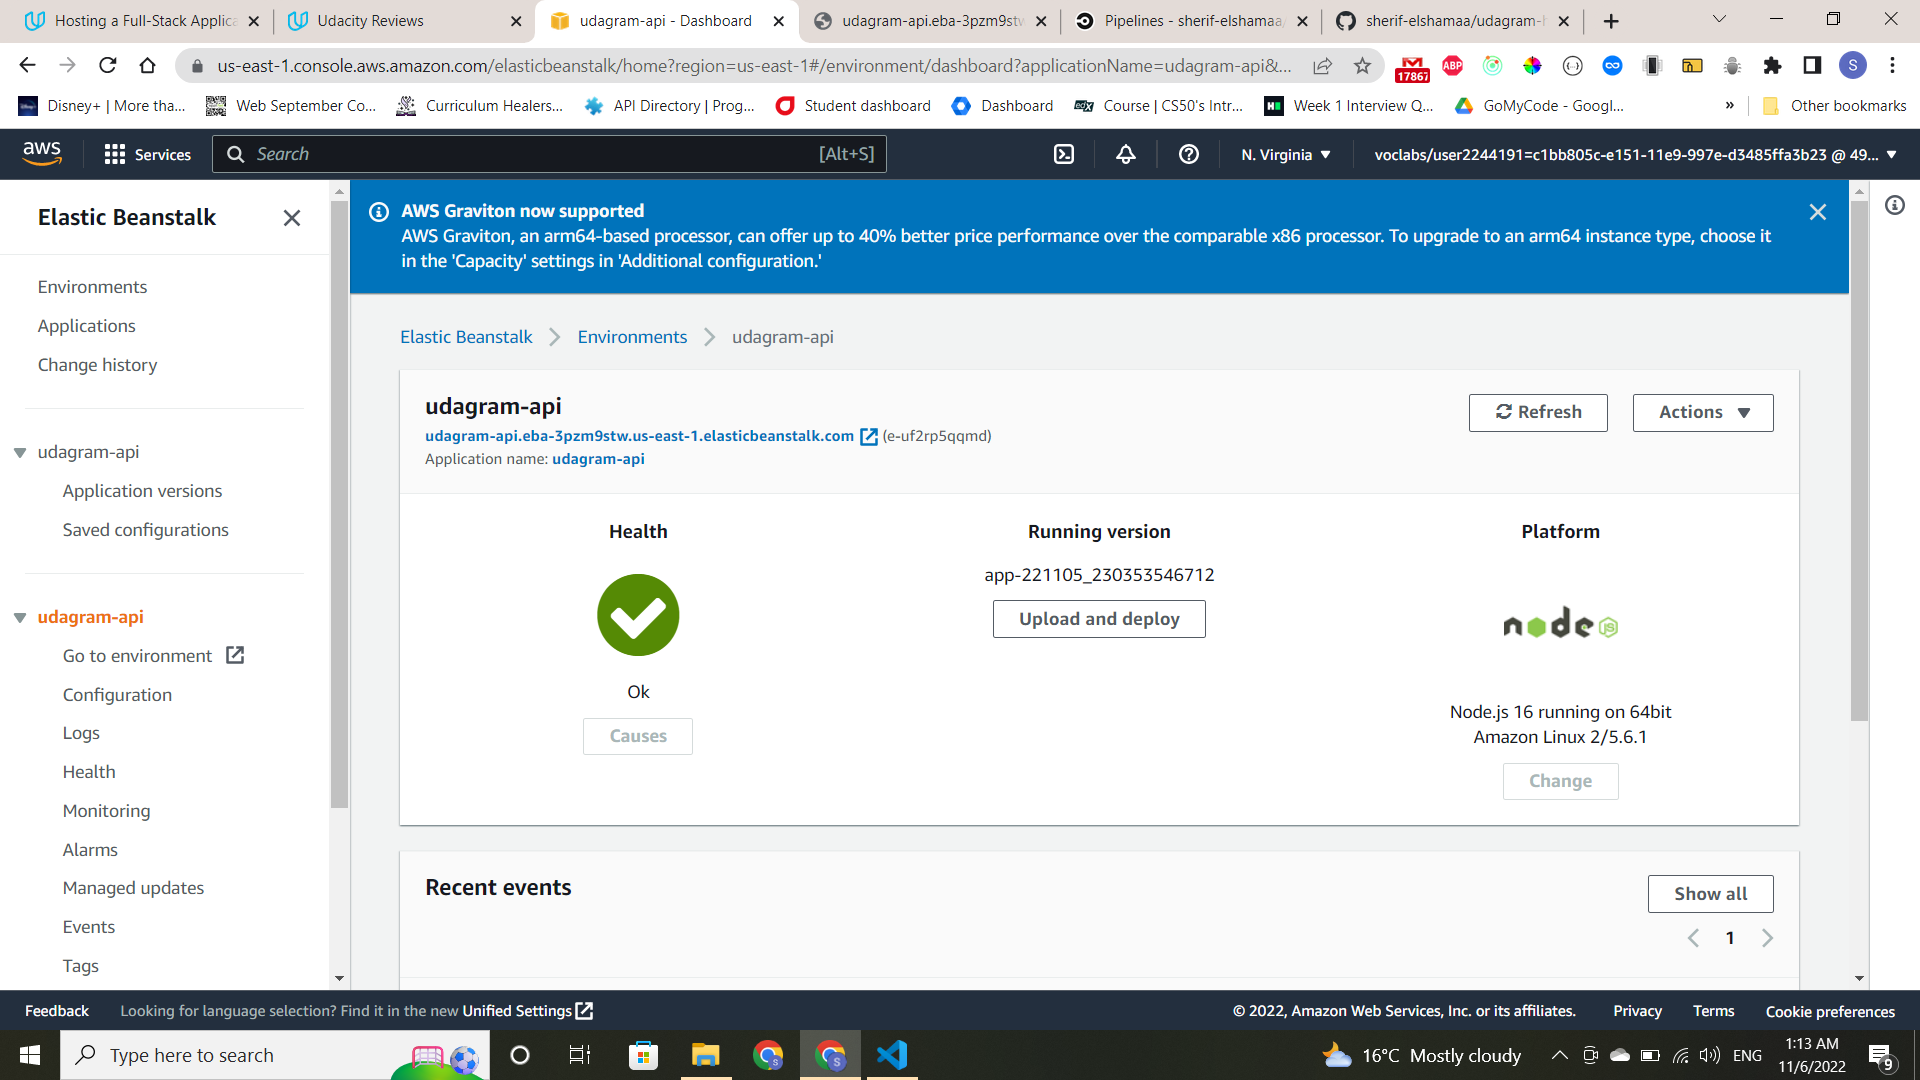 Hosting a Full-Stack Applica
Udacity Reviews
udagram-api - Dashboard
udagram-api.eba-3pzm9stw
Pipelines - sherif-elshamaa/
sherif-elshamaa/udagram-h
us-east-1.console.aws.amazon.com/elasticbeanstalk/home?region=us-east-1#/environment/dashboard?applicationName=udagram-api&...
17867
ABP
S
Disney+ | More tha...
Web September Co...
Curriculum Healers...
API Directory | Prog...
Student dashboard
Dashboard
edX
Course | CS50's Intr...
Week 1 Interview Q...
GoMyCode - Googl...
»
Other bookmarks
aws
Services
Search
[Alt+S]
N. Virginia
voclabs/user2244191=c1bb805c-e151-11e9-997e-d3485ffa3b23 @ 49...
Elastic Beanstalk
Environments
Applications
Change history
udagram-api
Application versions
Saved configurations
udagram-api
Go to environment
Configuration
Logs
Health
Monitoring
Alarms
Managed updates
Events
Tags
AWS Graviton now supported
AWS Graviton, an arm64-based processor, can offer up to 40% better price performance over the comparable x86 processor. To upgrade to an arm64 instance type, choose it
in the 'Capacity' settings in 'Additional configuration.'
Elastic Beanstalk
Environments
udagram-api
udagram-api
udagram-api.eba-3pzm9stw.us-east-1.elasticbeanstalk.com (e-uf2rp5qqmd)
Application name: udagram-api
Refresh
Actions
Health
Ok
Causes
Running version
app-221105_230353546712
Upload and deploy
Platform
node JS
Node.js 16 running on 64bit
Amazon Linux 2/5.6.1
Change
Recent events
Show all
1
Feedback
Looking for language selection? Find it in the new Unified Settings
© 2022, Amazon Web Services, Inc. or its affiliates.
Privacy
Terms
Cookie preferences
Type here to search
16°C Mostly cloudy
ENG
1:13 AM
11/6/2022
9